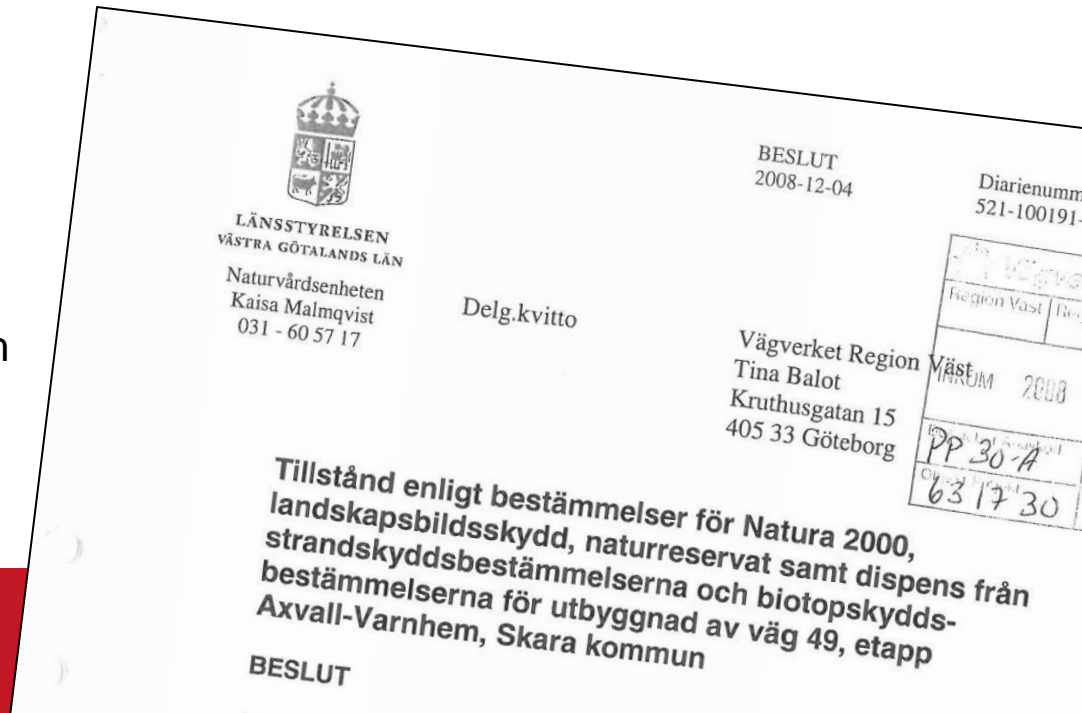 n
LÄNSSTYRELSEN
VÄSTRA GÖTALANDS LÄN
Naturvårdsenheten
Kaisa Malmqvist
031 - 60 57 17
Delg.kvitto
BESLUT
2008-12-04
Diarienumm
521-100191-
Region Väst
Vägverket Region Väst
Tina Balot
Kruthusgatan 15
405 33 Göteborg
INKOM 2008
PP 30-A
63 17 30
Tillstånd enligt bestämmelser för Natura 2000,
landskapsbildsskydd, naturreservat samt dispens från
strandskyddsbestämmelserna och biotopskydds-
bestämmelserna för utbyggnad av väg 49, etapp
Axvall-Varnhem, Skara kommun
BESLUT